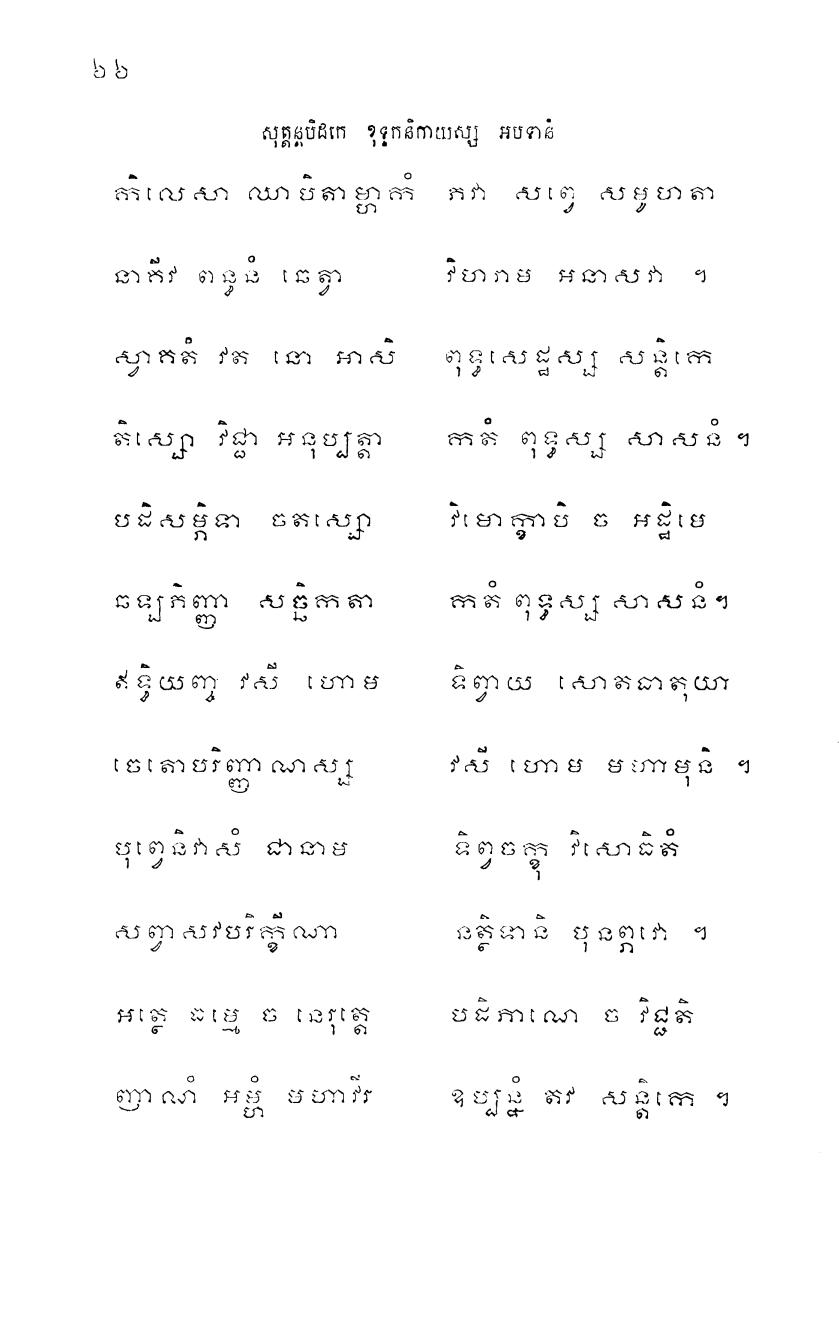 ៦៦
សុត្តន្តបិដកេ ខុទ្ទកនិកាយស្ស អបទានំ
កិលេសា ឈាបិតាម្ហាកំ ភវា សព្វេ សមូហតា
នាគីវ ពន្ធនំ ឆេត្វា វិហរាម អនាសវា ។
ស្វាគតំ វត នោ អាសិ ពុទ្ធសេដ្ឋស្ស សន្តិកេ
តិស្សោ វិជ្ជា អនុប្បត្តា កតំ ពុទ្ធស្ស សាសនំ ។
បដិសម្ភិទា ចតស្សោ វិមោក្ខាបិ ច អដ្ឋិមេ
ឆឡភិញ្ញា សច្ឆិកតា កតំ ពុទ្ធស្ស សាសនំ ។
ឥទ្ធិយញ្ច វសី ហោម ទិព្វាយ សោតធាតុយា
ចេតោបរិញ្ញាណស្ស វសី ហោម មហាមុនិ ។
បុព្វេនិវាសំ ជានាម ទិព្វចក្ខុ វិសោធិតំ
សព្វាសវបរិក្ខីណា នត្ថិទានិ បុនព្ភវោ ។
អត្ថេ ធម្មេ ច នេរុត្តេ បដិភាណេ ច វិជ្ជតិ
ញាណំ អម្ហំ មហាវីរ ឧប្បន្នំ តវ សន្តិកេ ។